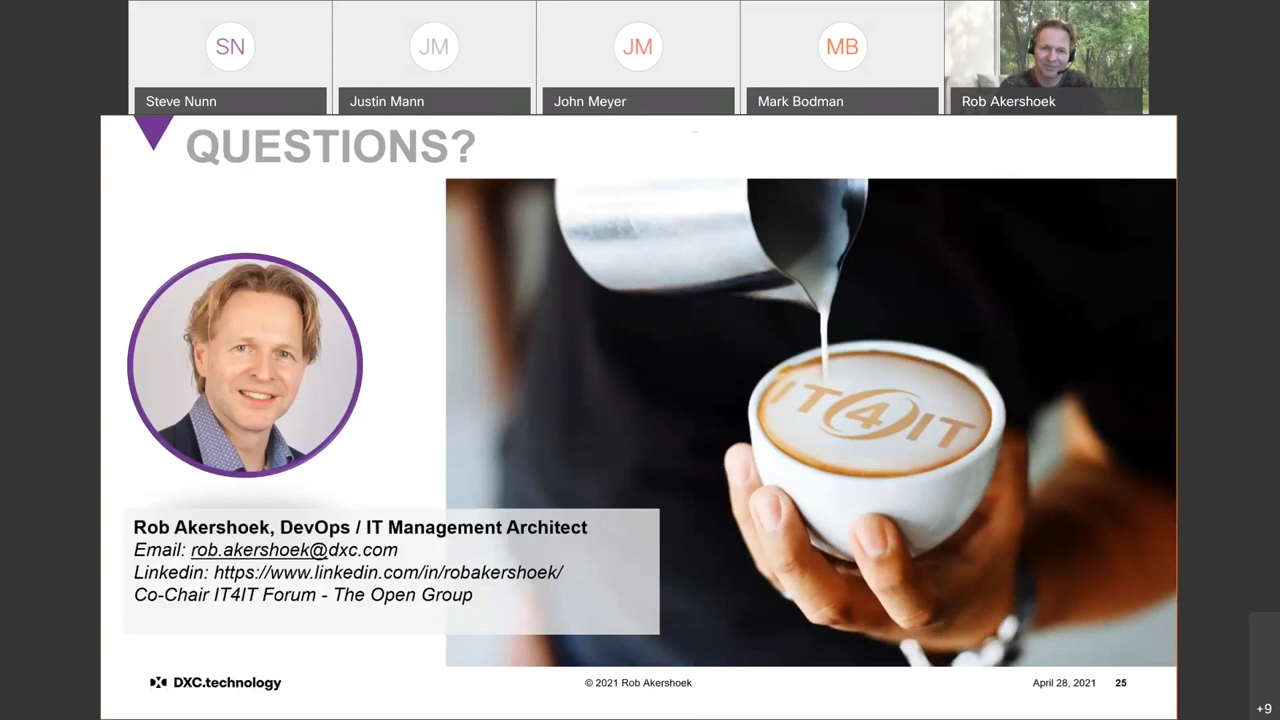 SN
JM
JM
MB
Steve Nunn
Justin Mann
John Meyer
Mark Bodman
Rob Akershoek
QUESTIONS?
IT4IT
Rob Akershoek, DevOps / IT Management Architect
Email: rob.akershoek@dxc.com
Linkedin: https://www.linkedin.com/in/robakershoek/
Co-Chair IT4IT Forum - The Open Group
DXC.technology
© 2021 Rob Akershoek
April 28, 2021
25
+9